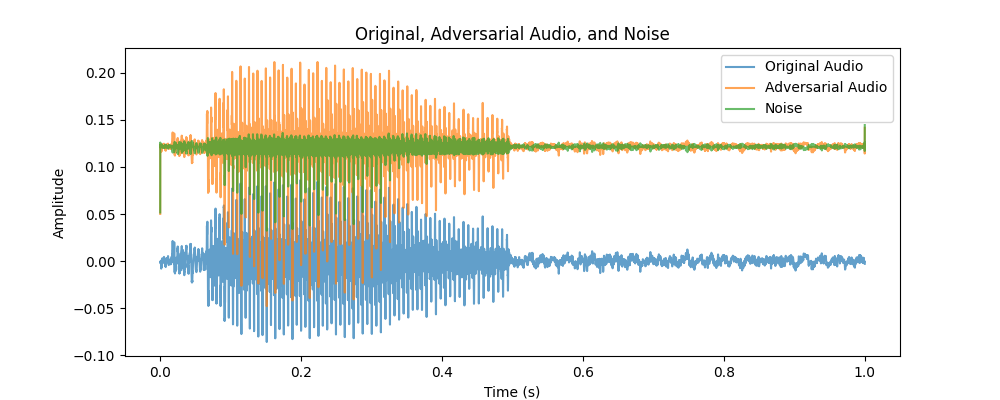 Original, Adversarial Audio, and Noise
Original Audio
Adversarial Audio
Noise
Amplitude
0.20
0.15
0.10
0.05
0.00
−0.05
−0.10
0.0 0.2 0.4 0.6 0.8 1.0
Time (s)